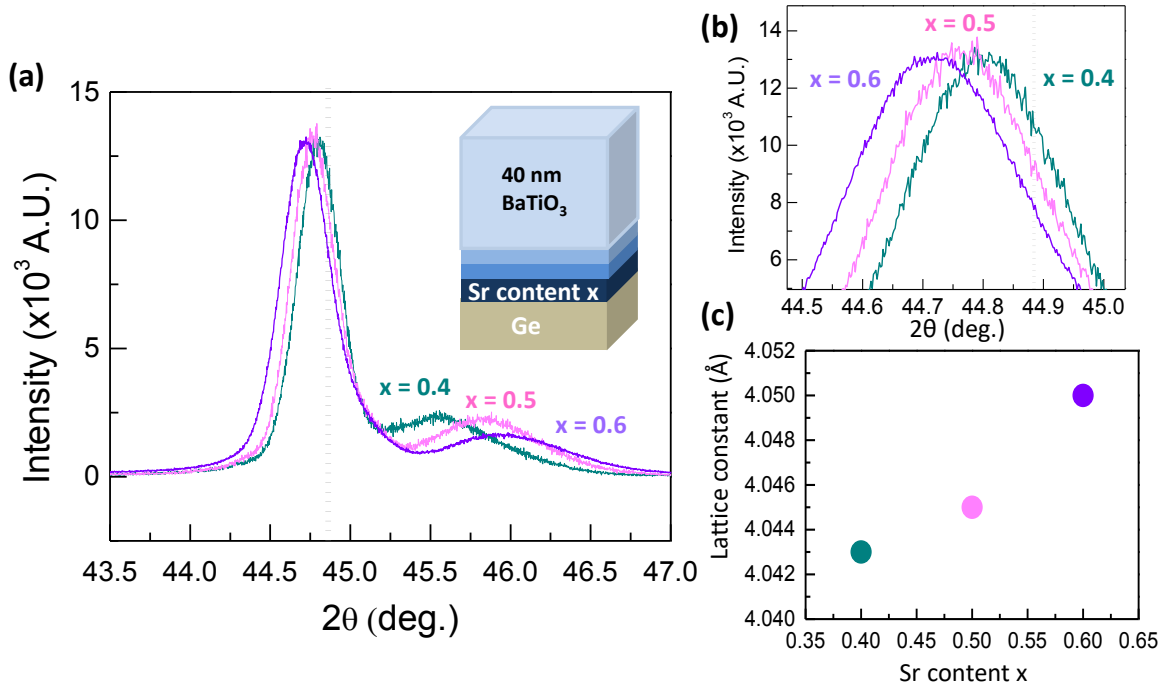 (a)
15
10
5
0
Intensity (x10³ A.U.)
40 nm
BaTiO₃
Sr content x
Ge
x = 0.4
x = 0.5
x = 0.6
43.5 44.0 44.5 45.0 45.5 46.0 46.5 47.0
2θ (deg.)
(b)
14
12
10
8
6
Intensity (x10³ A.U.)
x = 0.5
x = 0.6
x = 0.4
44.5 44.6 44.7 44.8 44.9 45.0
2θ (deg.)
(c)
4.052
4.050
4.048
4.045
4.042
4.040
Lattice constant (Å)
0.35 0.40 0.45 0.50 0.55 0.60 0.65
Sr content x